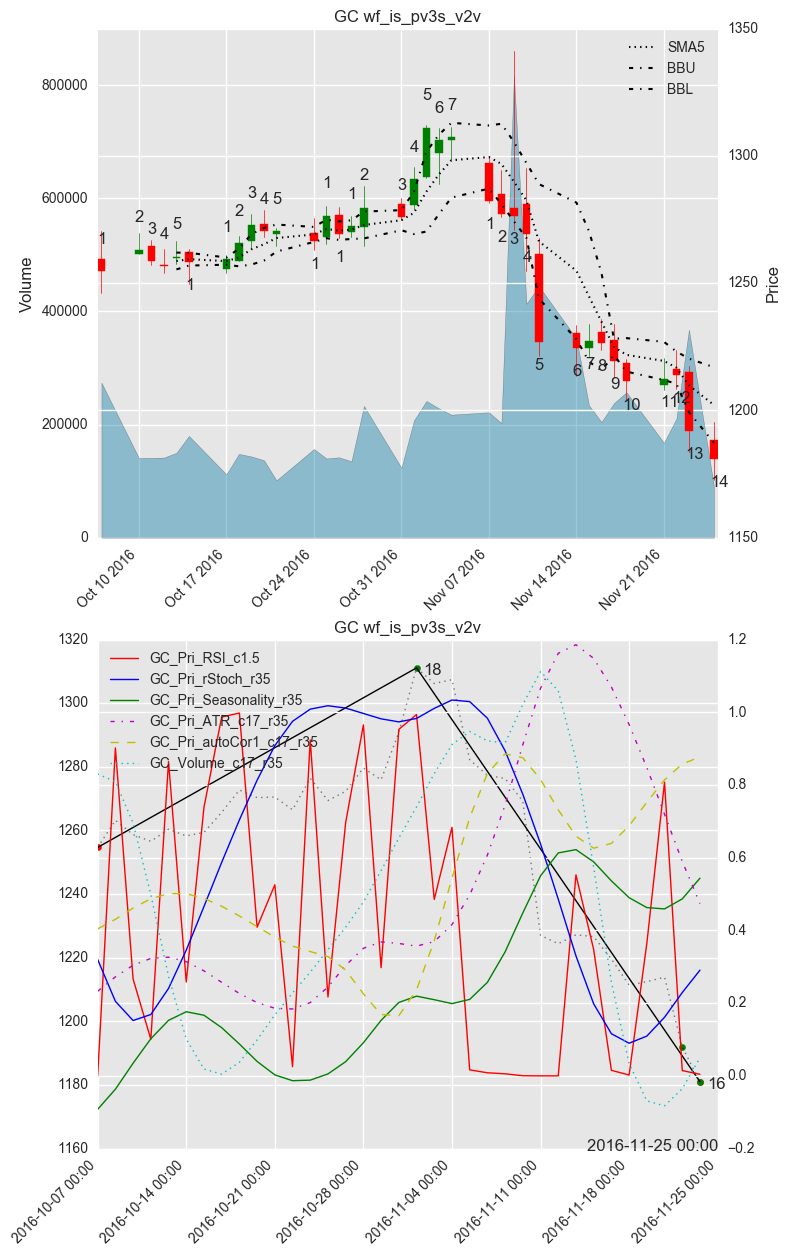 GC wf_is_pv3s_v2v
1350
SMA5
BBU
BBL
800000
5
6 7
4
1300
600000
1 2 3 4 5
1 2 3 4 5
1 1 2
3
1
1
1
1
1 2 3 4
Volume
Price
1250
400000
5
6 7 8 9 10
11 12
13
14
200000
1200
0
1150
Oct 10 2016
Oct 17 2016
Oct 24 2016
Oct 31 2016
Nov 07 2016
Nov 14 2016
Nov 21 2016
GC wf_is_pv3s_v2v
1320
1300
1280
1260
1240
1220
1200
1180
1160
GC_Pri_RSI_c1.5
GC_Pri_rStoch_r35
GC_Pri_Seasonality_r35
GC_Pri_ATR_c17_r35
GC_Pri_autoCor1_c17_r35
GC_Volume_c17_r35
18
16
2016-11-25 00:00
1.2
1.0
0.8
0.6
0.4
0.2
0.0
−0.2
2016-10-07 00:00
2016-10-14 00:00
2016-10-21 00:00
2016-10-28 00:00
2016-11-04 00:00
2016-11-11 00:00
2016-11-18 00:00
2016-11-25 00:00